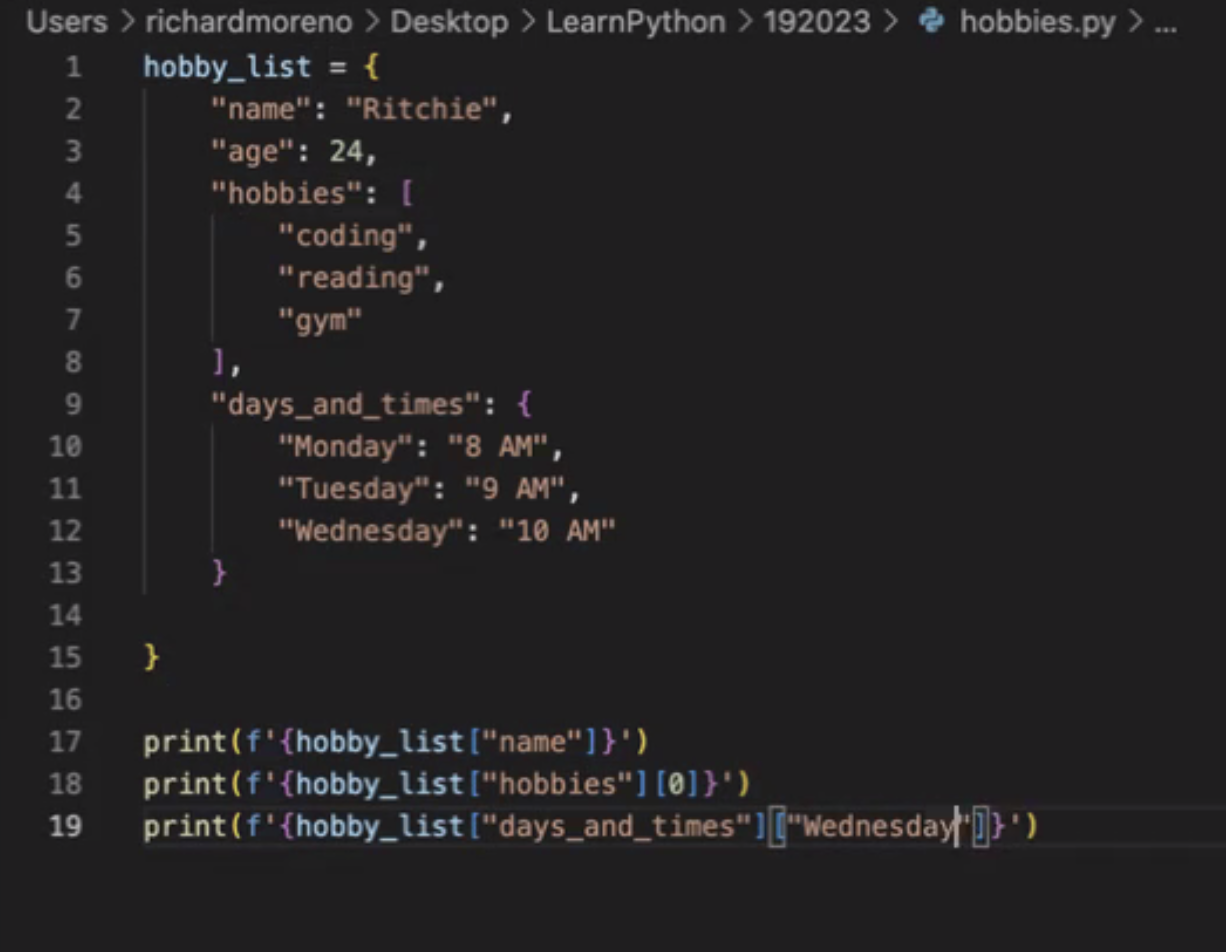 Users > richardmoreno > Desktop > LearnPython > 192023 > hobbies.py > ...
1 hobby_list = {
2     "name": "Ritchie",
3     "age": 24,
4     "hobbies": [
5         "coding",
6         "reading",
7         "gym"
8     ],
9     "days_and_times": {
10         "Monday": "8 AM",
11         "Tuesday": "9 AM",
12         "Wednesday": "10 AM"
13     }
14
15 }
16
17 print(f'{hobby_list["name"]}')
18 print(f'{hobby_list["hobbies"][0]}')
19 print(f'{hobby_list["days_and_times"]["Wednesday"]}')